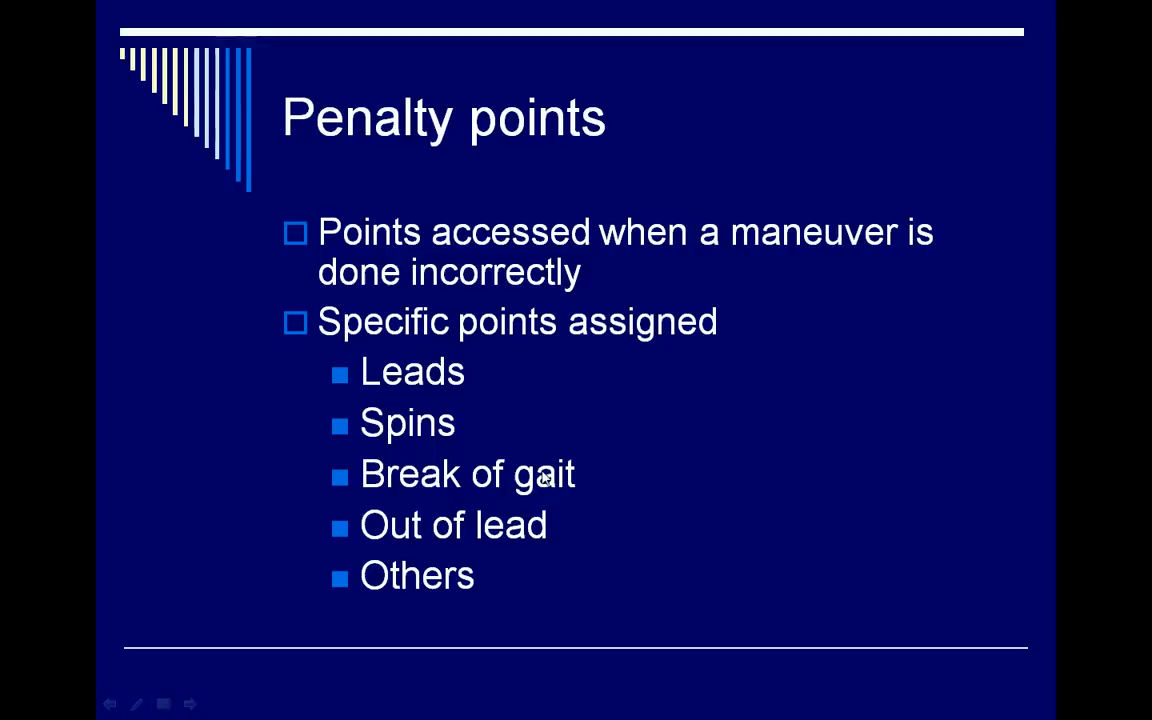 Penalty points
Points accessed when a maneuver is
done incorrectly
Specific points assigned
Leads
Spins
Break of gait
Out of lead
Others